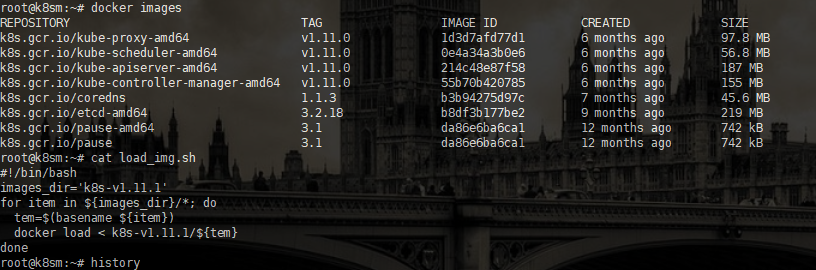 root@k8sm:~# docker images
REPOSITORY TAG IMAGE ID CREATED SIZE
k8s.gcr.io/kube-proxy-amd64 v1.11.0 1d3d7afd77d1 6 months ago 97.8 MB
k8s.gcr.io/kube-scheduler-amd64 v1.11.0 0e4a34a3b0e6 6 months ago 56.8 MB
k8s.gcr.io/kube-apiserver-amd64 v1.11.0 214c48e87f58 6 months ago 187 MB
k8s.gcr.io/kube-controller-manager-amd64 v1.11.0 55b70b420785 6 months ago 155 MB
k8s.gcr.io/coredns 1.1.3 b3b94275d97c 7 months ago 45.6 MB
k8s.gcr.io/etcd-amd64 3.2.18 b8df3b177be2 9 months ago 219 MB
k8s.gcr.io/pause-amd64 3.1 da86e6ba6ca1 12 months ago 742 kB
k8s.gcr.io/pause 3.1 da86e6ba6ca1 12 months ago 742 kB
root@k8sm:~# cat load_img.sh
#!/bin/bash
images_dir='k8s-v1.11.1'
for item in ${images_dir}/*; do
  tem=$(basename ${item})
  docker load < k8s-v1.11.1/${tem}
done
root@k8sm:~# history